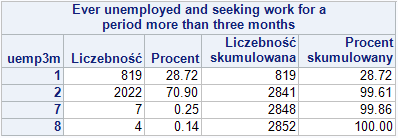 Ever unemployed and seeking work for a
period more than three months
uemp3m Liczebność Procent Liczebność skumulowana Procent skumulowany
1 819 28.72 819 28.72
2 2022 70.90 2841 99.61
7 7 0.25 2848 99.86
8 4 0.14 2852 100.00